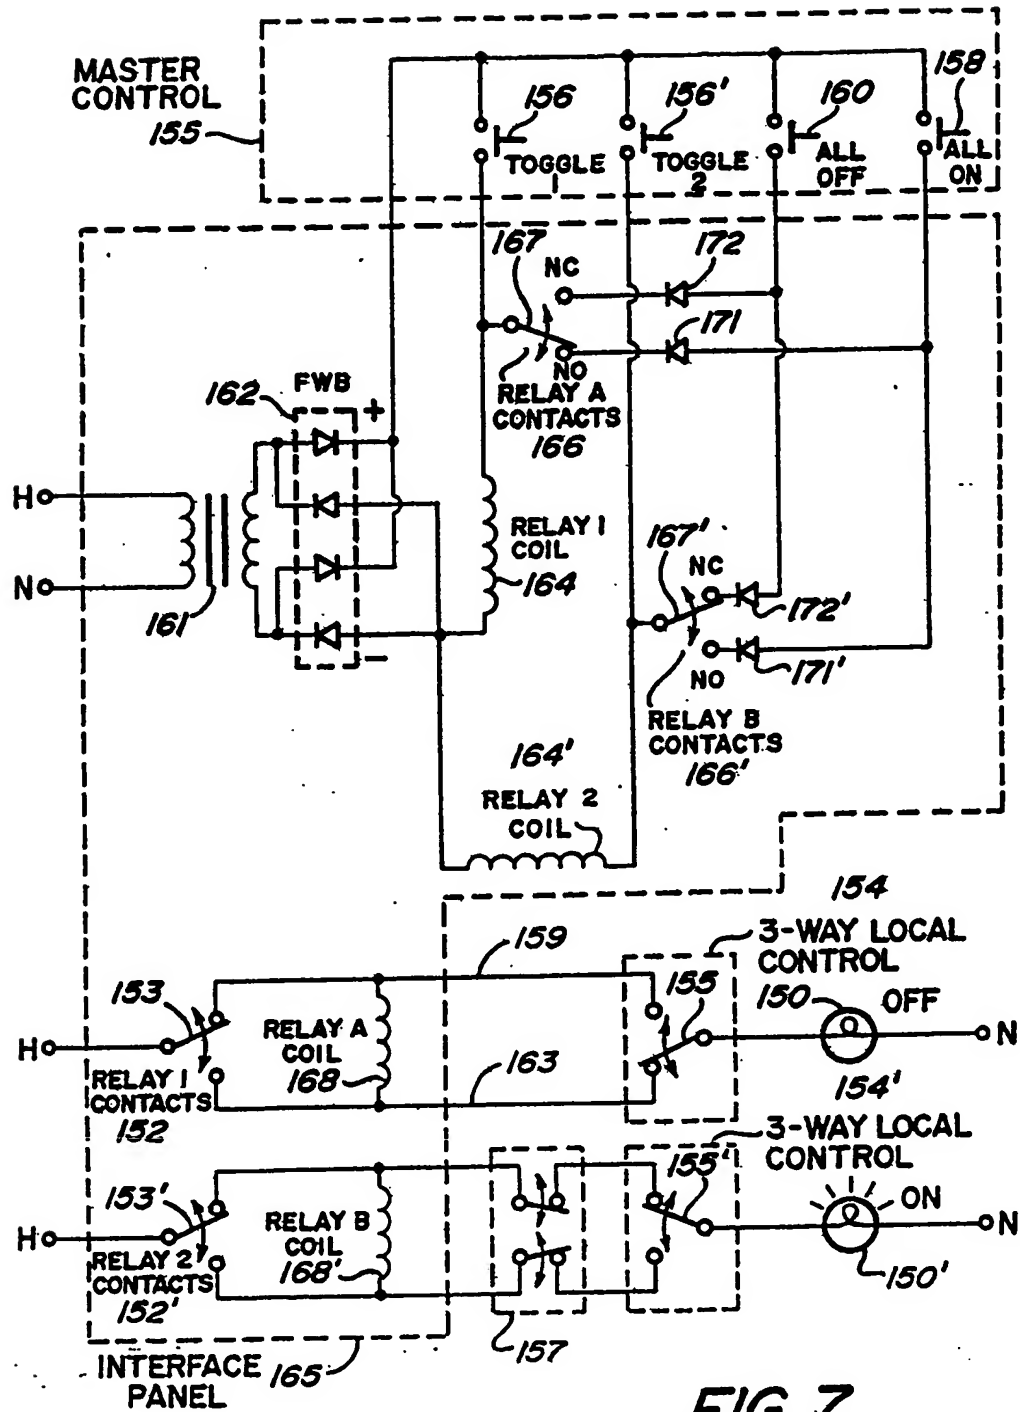 MASTER
CONTROL
155
156
TOGGLE
1
156'
TOGGLE
2
160
ALL
OFF
158
ALL
ON
167
NC
172
171
NO
RELAY A
CONTACTS
166
162
FWB
+
H
N
161
−
RELAY 1
COIL
164
167'
NC
172'
171'
NO
RELAY B
CONTACTS
166'
164'
RELAY 2
COIL
154
3-WAY LOCAL
CONTROL
159
153
155
150
OFF
H
RELAY A
COIL
168
N
RELAY 1
CONTACTS
152
163
154'
3-WAY LOCAL
CONTROL
153'
155'
ON
H
RELAY B
COIL
168'
N
RELAY 2
CONTACTS
152'
150'
157
INTERFACE
PANEL
165
FIG. 7